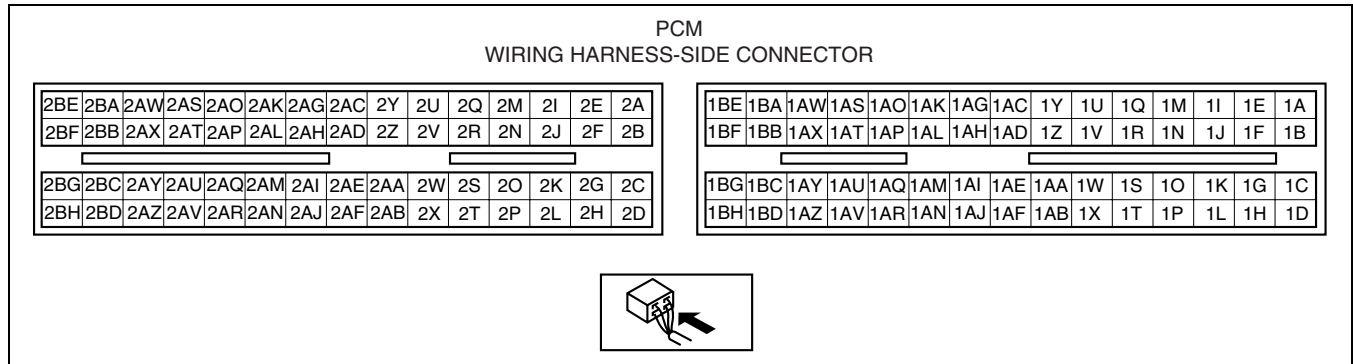 PCM
WIRING HARNESS-SIDE CONNECTOR
2BE 2BA 2AW 2AS 2AO 2AK 2AG 2AC 2Y 2U 2Q 2M 2I 2E 2A
2BF 2BB 2AX 2AT 2AP 2AL 2AH 2AD 2Z 2V 2R 2N 2J 2F 2B
2BG 2BC 2AY 2AU 2AQ 2AM 2AI 2AE 2AA 2W 2S 2O 2K 2G 2C
2BH 2BD 2AZ 2AV 2AR 2AN 2AJ 2AF 2AB 2X 2T 2P 2L 2H 2D
1BE 1BA 1AW 1AS 1AO 1AK 1AG 1AC 1Y 1U 1Q 1M 1I 1E 1A
1BF 1BB 1AX 1AT 1AP 1AL 1AH 1AD 1Z 1V 1R 1N 1J 1F 1B
1BG 1BC 1AY 1AU 1AQ 1AM 1AI 1AE 1AA 1W 1S 1O 1K 1G 1C
1BH 1BD 1AZ 1AV 1AR 1AN 1AJ 1AF 1AB 1X 1T 1P 1L 1H 1D